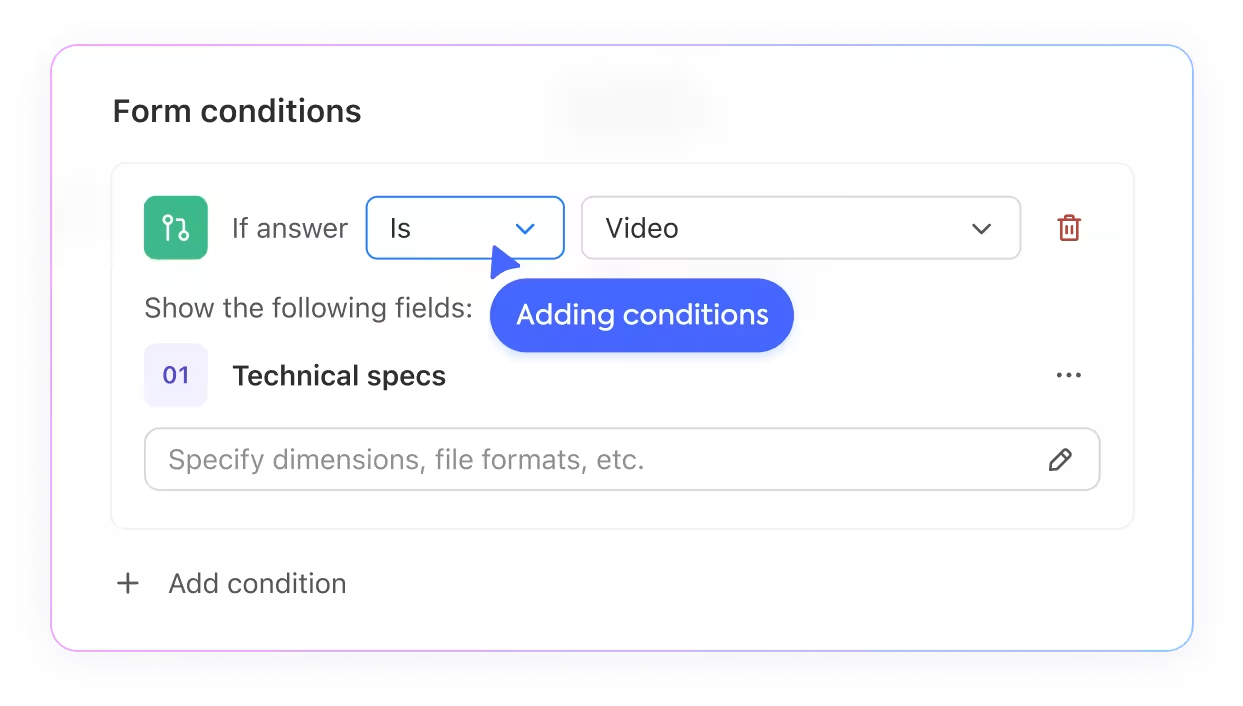 Form conditions
If answer Is Video
Show the following fields:
Adding conditions
01 Technical specs
Specify dimensions, file formats, etc.
Add condition